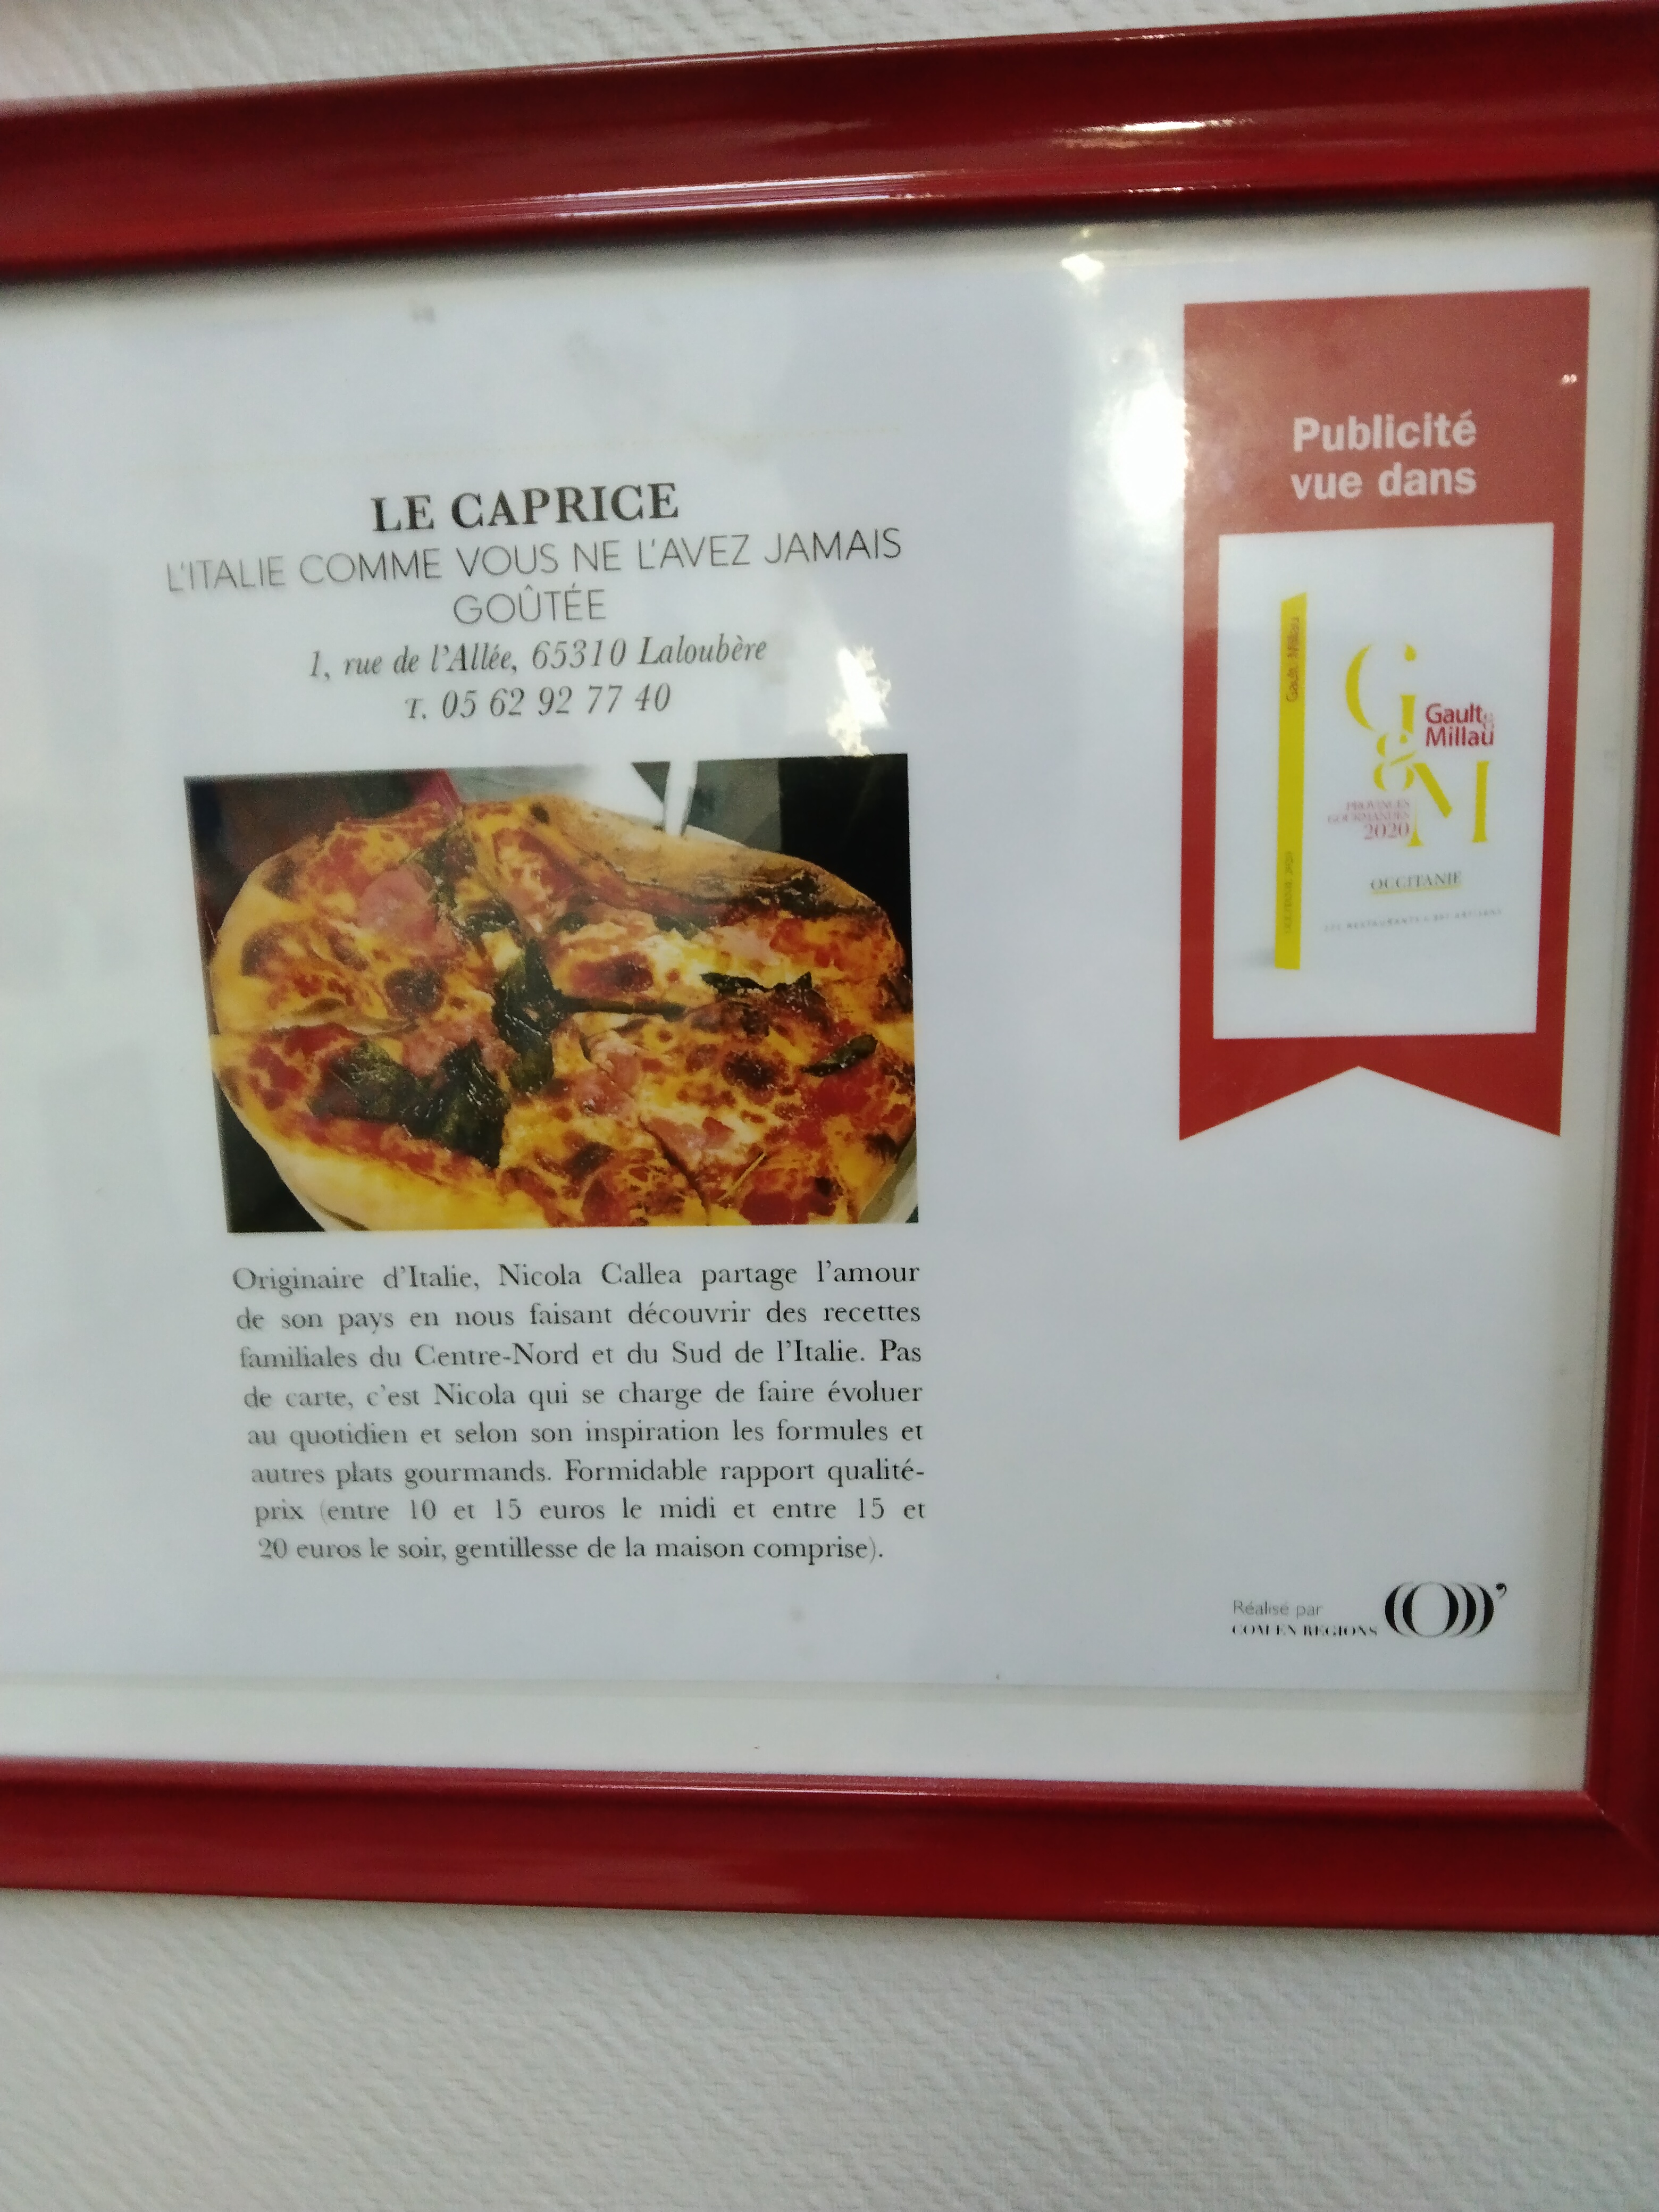 LE CAPRICE
L'ITALIE COMME VOUS NE L'AVEZ JAMAIS
GOÛTÉE
1, rue de l'Allée, 65310 Laloubère
T. 05 62 92 77 40
Originaire d'Italie, Nicola Callea partage l'amour
de son pays en nous faisant découvrir des recettes
familiales du Centre-Nord et du Sud de l'Italie. Pas
de carte, c'est Nicola qui se charge de faire évoluer
au quotidien et selon son inspiration les formules et
autres plats gourmands. Formidable rapport qualité-
prix (entre 10 et 15 euros le midi et entre 15 et
20 euros le soir, gentillesse de la maison comprise).
Publicité
vue dans
Gault Millau
G&M
Gault&
Millau
PROVINCES
GOURMANDES
2020
OCCITANIE
Réalisé par
COM EN REGIONS